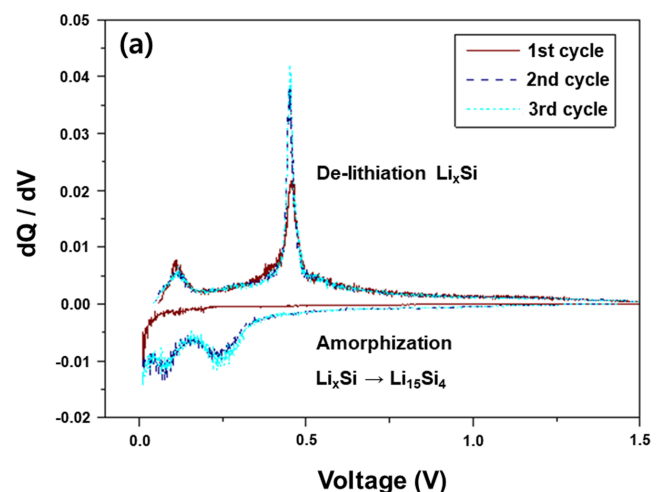 (a)
1st cycle
2nd cycle
3rd cycle
De-lithiation LixSi
Amorphization
LixSi → Li15Si4
dQ / dV
0.05
0.04
0.03
0.02
0.01
0.00
-0.01
-0.02
0.0
0.5
1.0
1.5
Voltage (V)